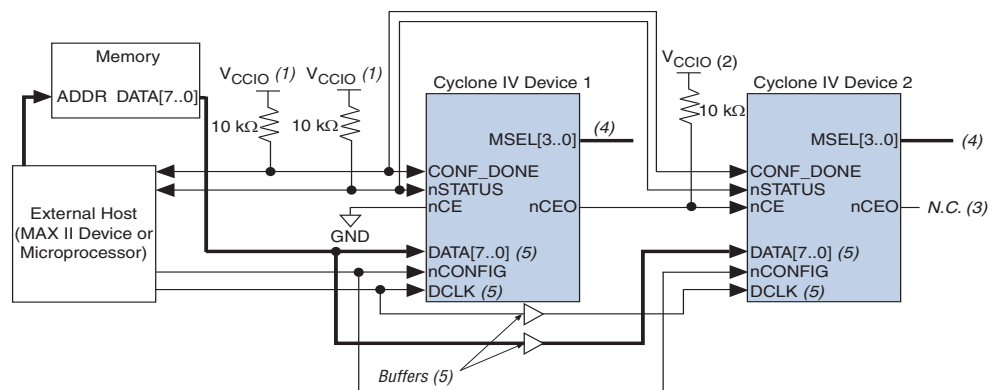 Memory
ADDR DATA[7..0]
VCCIO (1)
VCCIO (1)
10 kΩ
10 kΩ
Cyclone IV Device 1
MSEL[3..0]
(4)
CONF_DONE
nSTATUS
nCE
nCEO
GND
DATA[7..0] (5)
nCONFIG
DCLK (5)
VCCIO (2)
10 kΩ
Cyclone IV Device 2
MSEL[3..0]
(4)
CONF_DONE
nSTATUS
nCE
nCEO
N.C. (3)
DATA[7..0] (5)
nCONFIG
DCLK (5)
External Host
(MAX II Device or
Microprocessor)
Buffers (5)